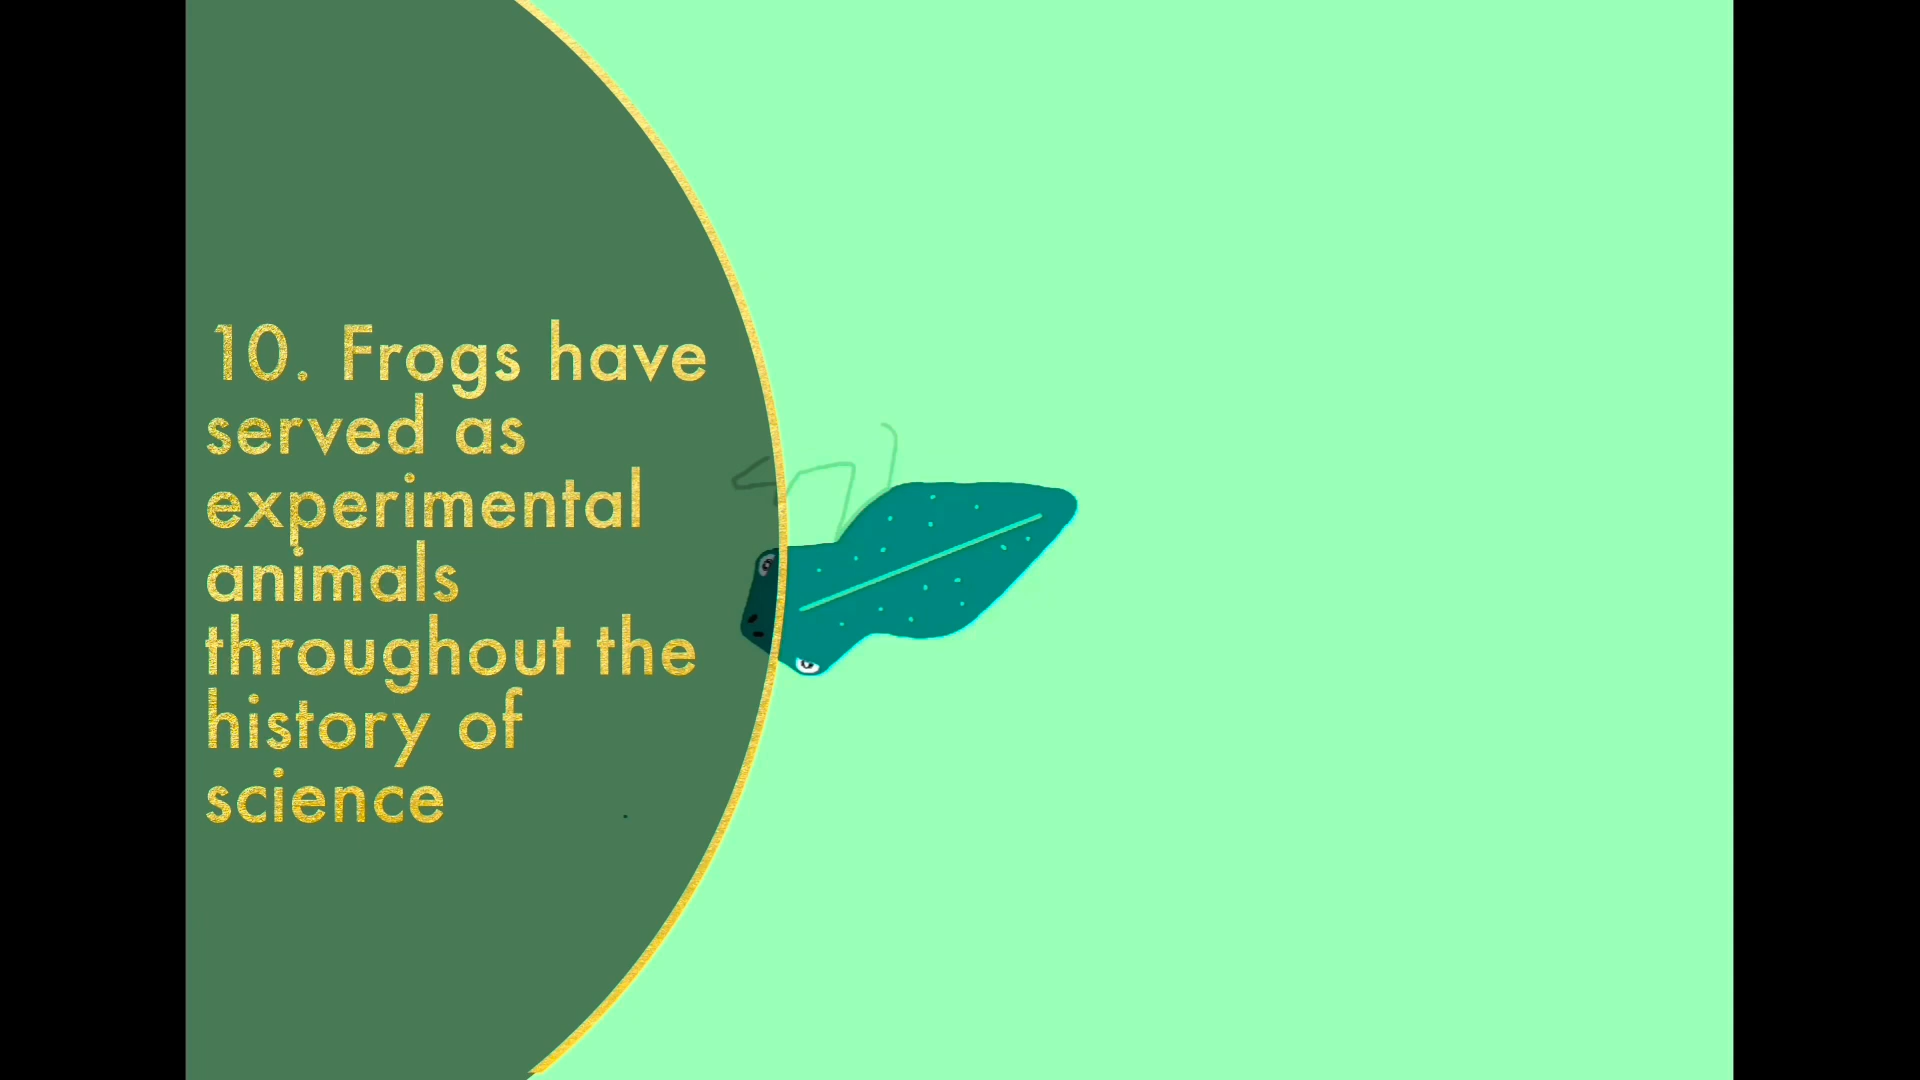 10. Frogs have
served as
experimental
animals
throughout the
history of
science